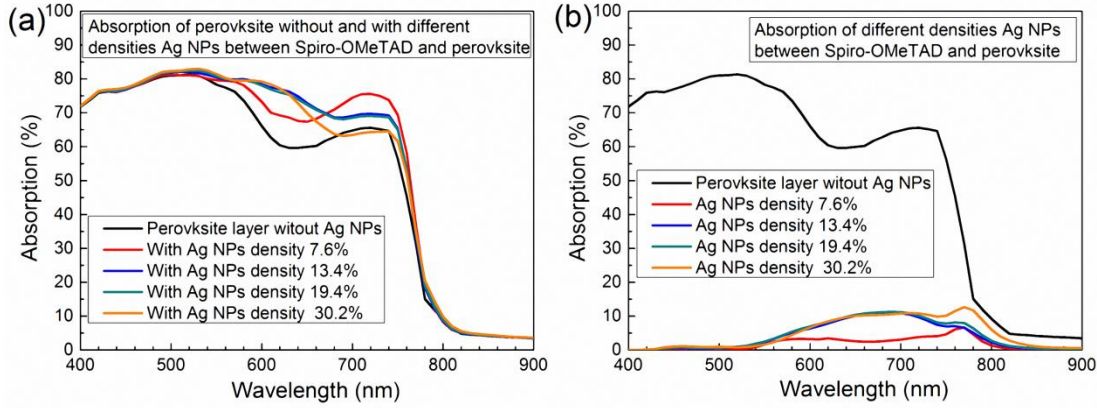 (a)
Absorption of perovksite without and with different
densities Ag NPs between Spiro-OMeTAD and perovksite
100
90
80
70
60
50
40
30
20
10
0
Absorption (%)
Perovksite layer witout Ag NPs
With Ag NPs density 7.6%
With Ag NPs density 13.4%
With Ag NPs density 19.4%
With Ag NPs density 30.2%
400 500 600 700 800 900
Wavelength (nm)
(b)
Absorption of different densities Ag NPs
between Spiro-OMeTAD and perovksite
100
90
80
70
60
50
40
30
20
10
0
Absorption (%)
Perovksite layer witout Ag NPs
Ag NPs density 7.6%
Ag NPs density 13.4%
Ag NPs density 19.4%
Ag NPs density 30.2%
400 500 600 700 800 900
Wavelength (nm)